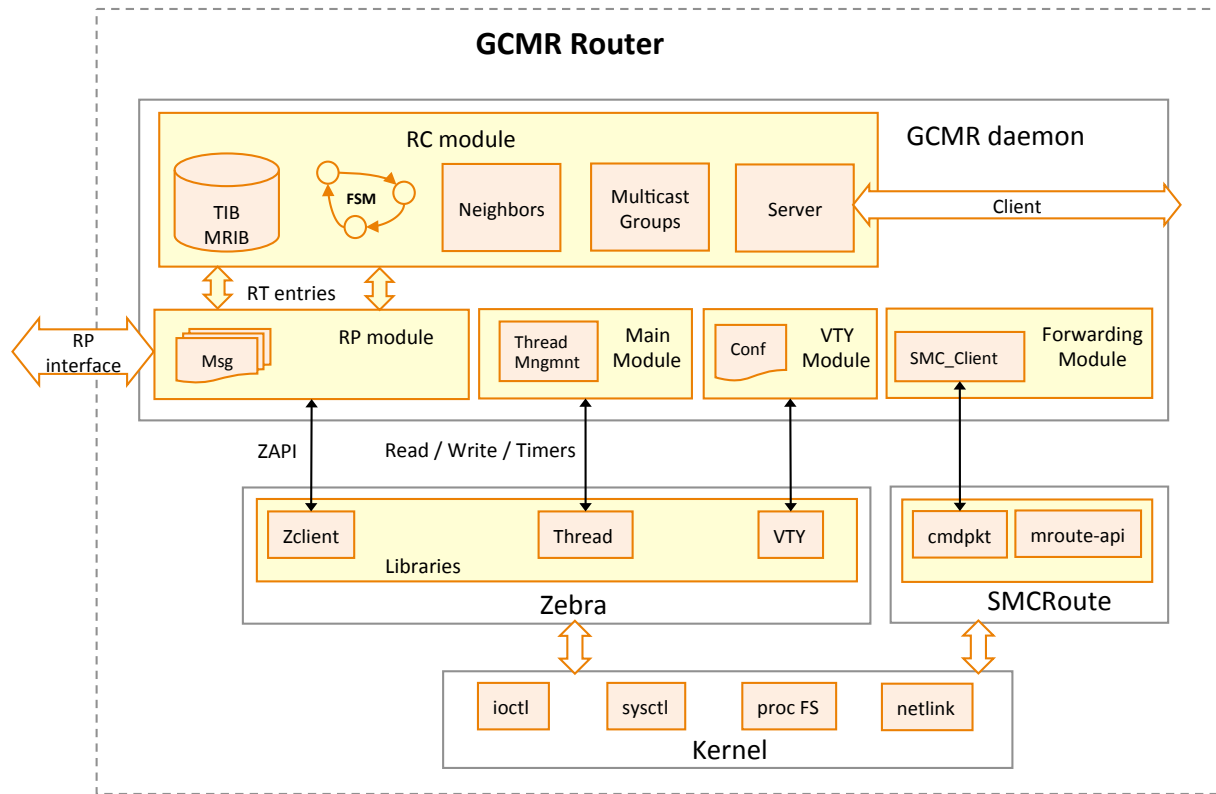 GCMR Router
GCMR daemon
RC module
TIB
MRIB
FSM
Neighbors
Multicast
Groups
Server
Client
RT entries
RP
interface
RP module
Msg
Main
Module
Thread
Mngmnt
VTY
Module
Conf
Forwarding
Module
SMC_Client
ZAPI
Read / Write / Timers
Zclient
Thread
VTY
Libraries
Zebra
cmdpkt
mroute-api
SMCRoute
ioctl
sysctl
proc FS
netlink
Kernel